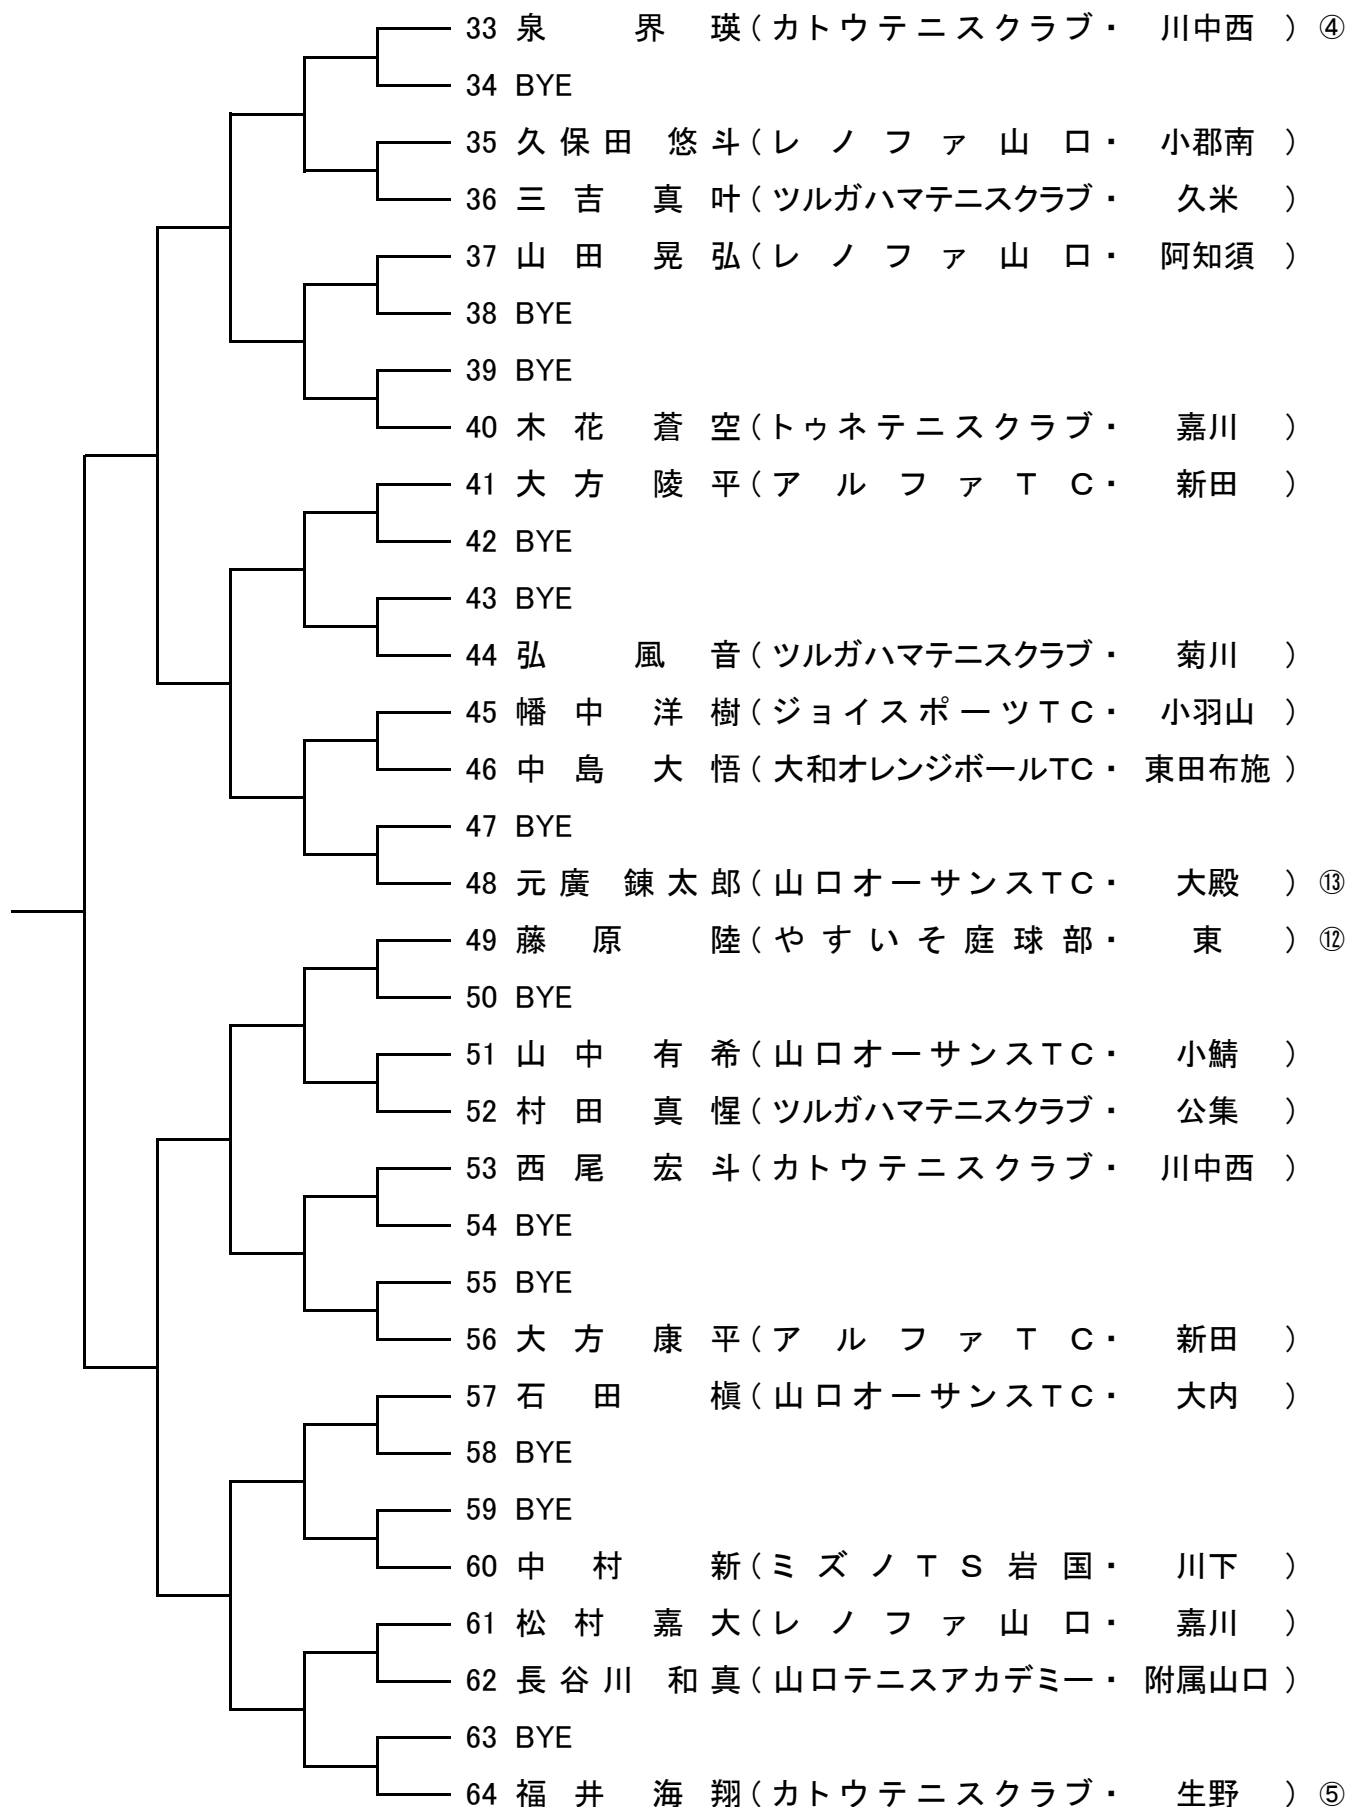 33 泉 界 瑛(カトウテニスクラブ・ 川中西 ) ④
34 BYE
35 久保田 悠斗(レノファ山口・ 小郡南 )
36 三吉 真叶(ツルガハマテニスクラブ・ 久米 )
37 山田 晃弘(レノファ山口・ 阿知須 )
38 BYE
39 BYE
40 木花 蒼空(トゥネテニスクラブ・ 嘉川 )
41 大方 陵平(アルファTC・ 新田 )
42 BYE
43 BYE
44 弘 風音(ツルガハマテニスクラブ・ 菊川 )
45 幡中 洋樹(ジョイスポーツTC・ 小羽山 )
46 中島 大悟(大和オレンジボールTC・ 東田布施 )
47 BYE
48 元廣 錬太郎(山口オーサンスTC・ 大殿 ) ⑬
49 藤原 陸(やすいそ庭球部・ 東 ) ⑫
50 BYE
51 山中 有希(山口オーサンスTC・ 小鯖 )
52 村田 真惺(ツルガハマテニスクラブ・ 公集 )
53 西尾 宏斗(カトウテニスクラブ・ 川中西 )
54 BYE
55 BYE
56 大方 康平(アルファTC・ 新田 )
57 石田 槇(山口オーサンスTC・ 大内 )
58 BYE
59 BYE
60 中村 新(ミズノTS岩国・ 川下 )
61 松村 嘉大(レノファ山口・ 嘉川 )
62 長谷川 和真(山口テニスアカデミー・ 附属山口 )
63 BYE
64 福井 海翔(カトウテニスクラブ・ 生野 ) ⑤